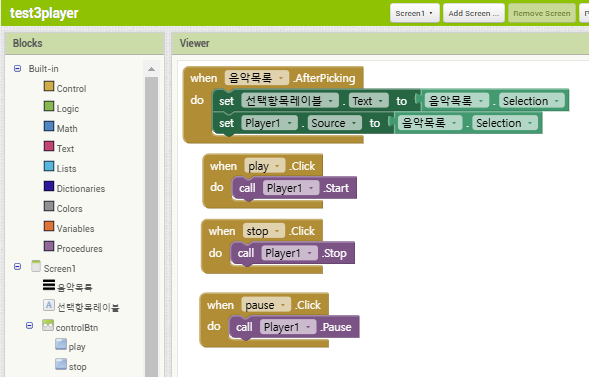 test3player
Screen1 Add Screen ... Remove Screen
Blocks
Built-in
Control
Logic
Math
Text
Lists
Dictionaries
Colors
Variables
Procedures
Screen1
음악목록
A 선택항목레이블
controlBtn
play
stop
Viewer
when 음악목록 .AfterPicking
do set 선택항목레이블 . Text to 음악목록 . Selection
set Player1 . Source to 음악목록 . Selection
when play .Click
do call Player1 .Start
when stop .Click
do call Player1 .Stop
when pause .Click
do call Player1 .Pause